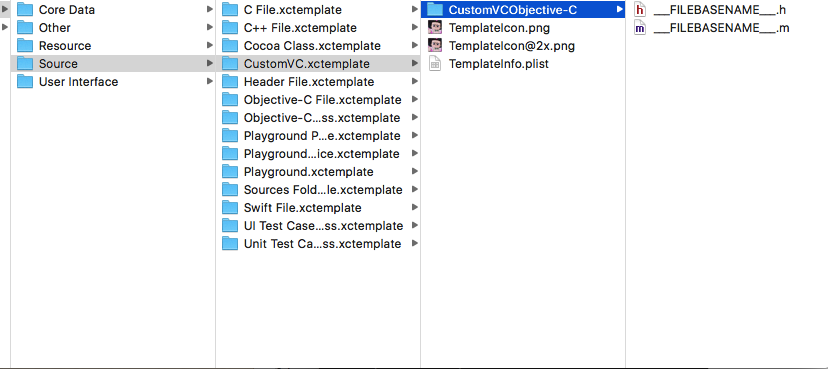 Core Data
Other
Resource
Source
User Interface
C File.xctemplate
C++ File.xctemplate
Cocoa Class.xctemplate
CustomVC.xctemplate
Header File.xctemplate
Objective-C File.xctemplate
Objective-C...ss.xctemplate
Playground P...e.xctemplate
Playground...ice.xctemplate
Playground.xctemplate
Sources Fold...le.xctemplate
Swift File.xctemplate
UI Test Case...ss.xctemplate
Unit Test Ca...ss.xctemplate
CustomVCObjective-C
TemplateIcon.png
TemplateIcon@2x.png
TemplateInfo.plist
h ___FILEBASENAME___.h
m ___FILEBASENAME___.m